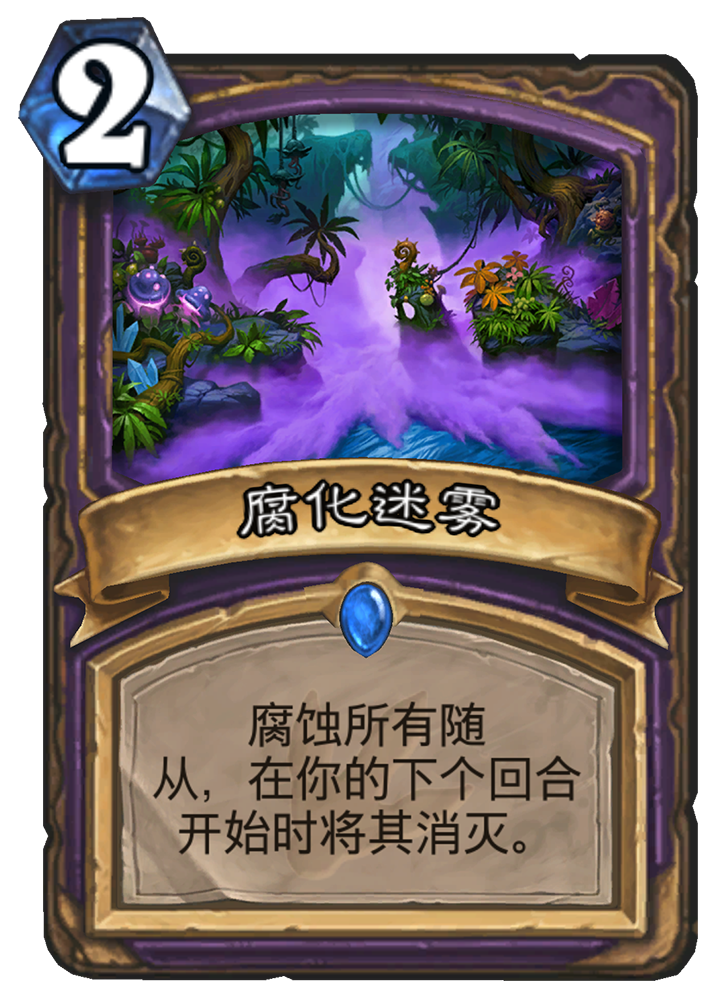 2
腐化迷雾
腐蚀所有随
从，在你的下个回合
开始时将其消灭。